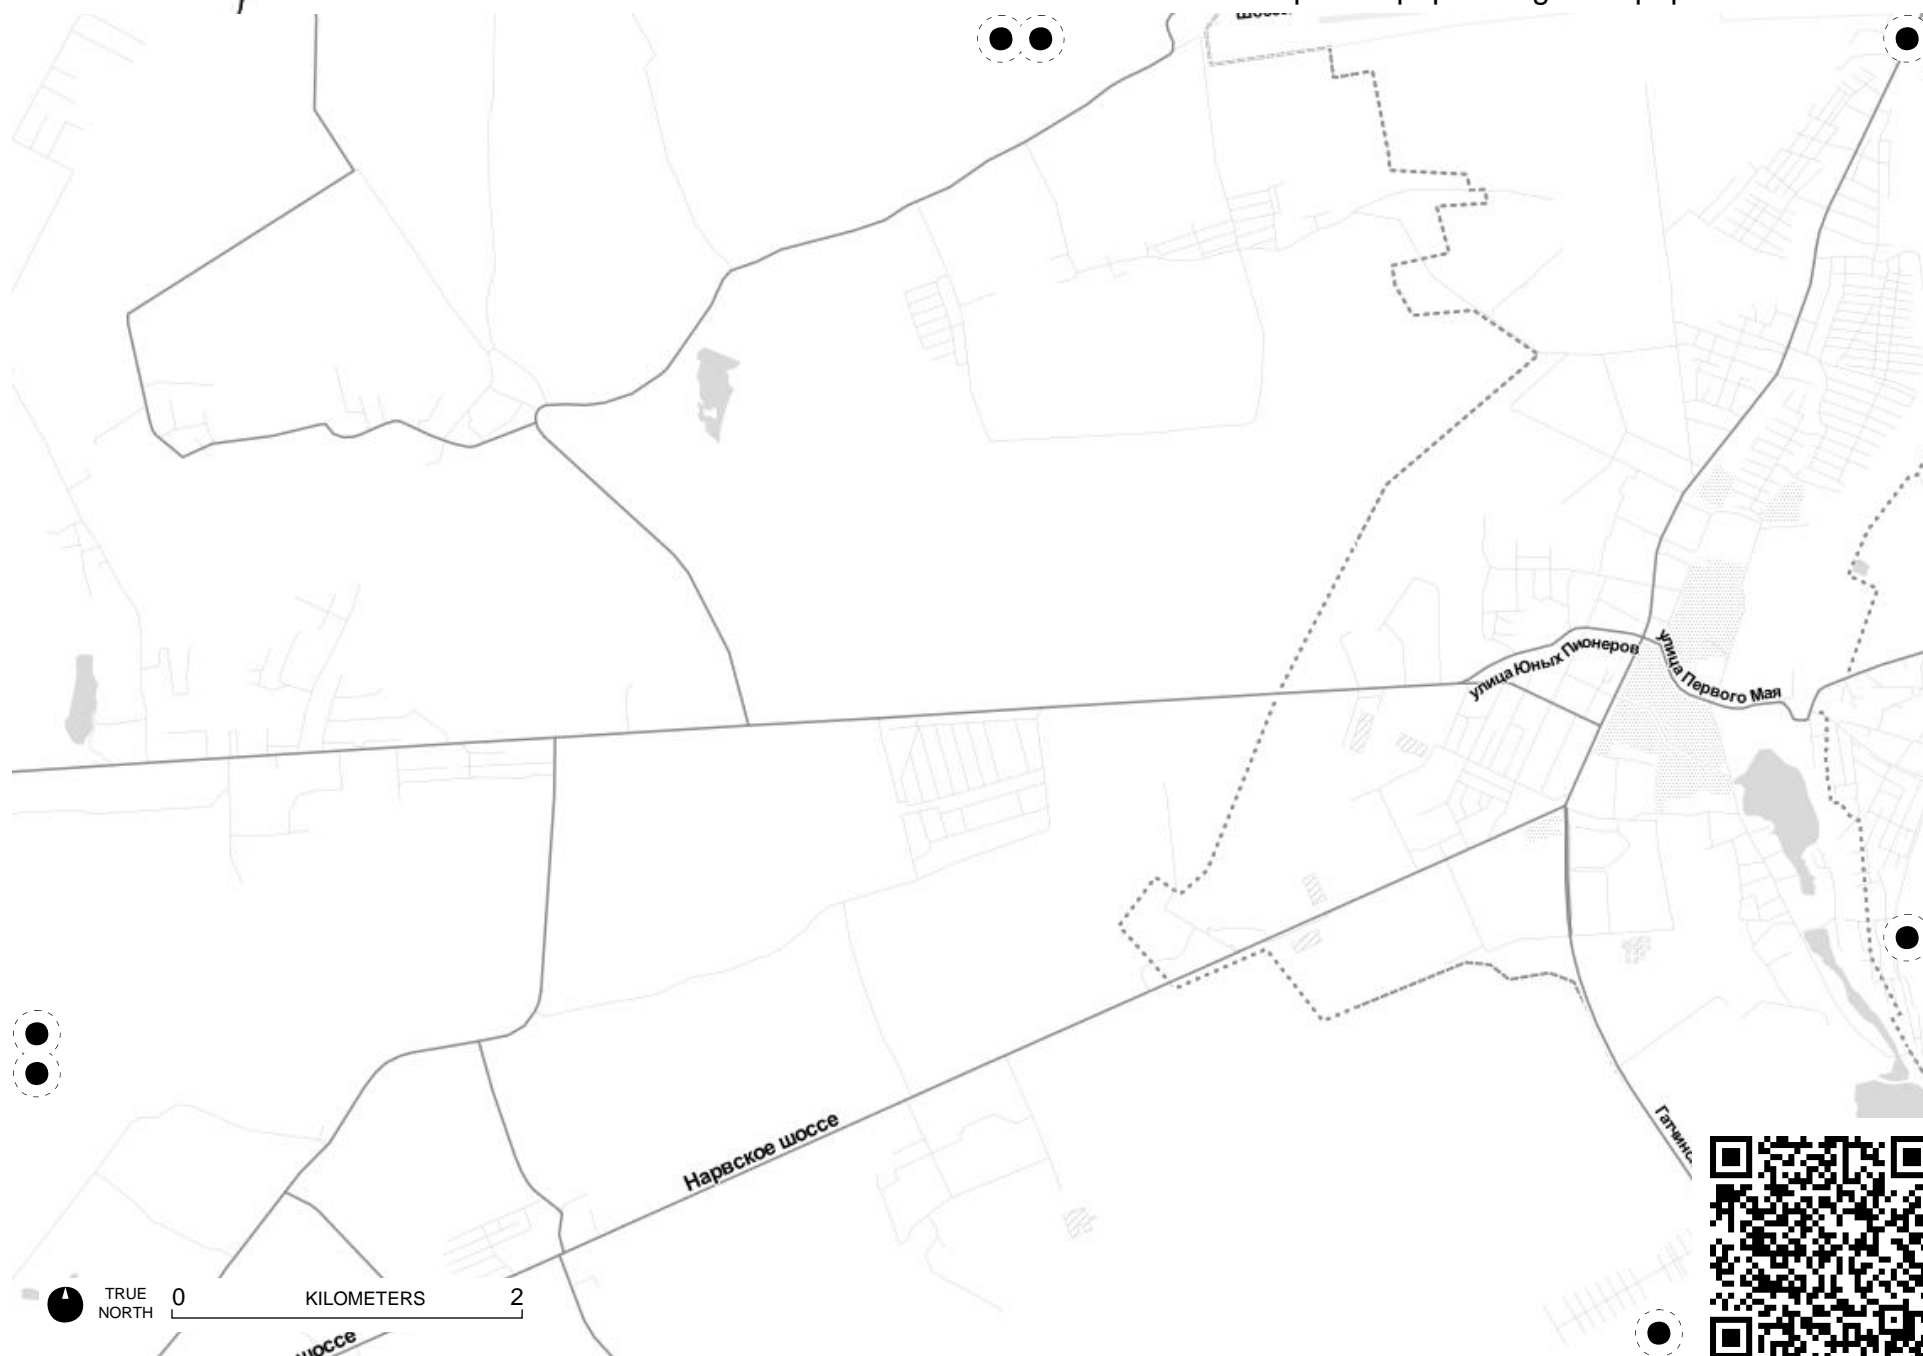 улица Юных Пионеров
улица Первого Мая
Нарвское шоссе
TRUE
NORTH
0 KILOMETERS 2